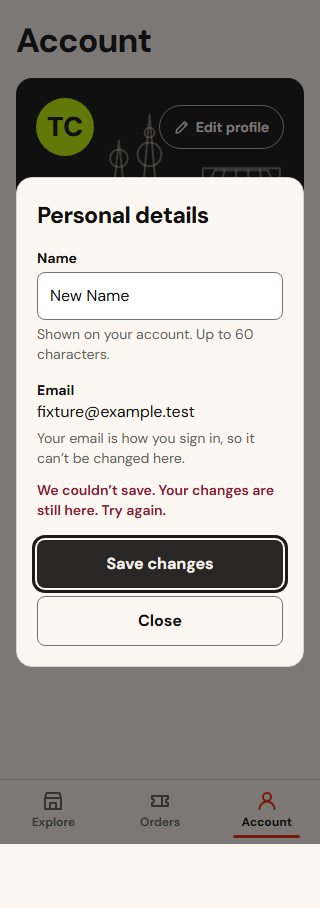 Account
TC
Edit profile
Personal details
Name
New Name
Shown on your account. Up to 60
characters.
Email
fixture@example.test
Your email is how you sign in, so it
can’t be changed here.
We couldn’t save. Your changes are
still here. Try again.
Save changes
Close
Explore
Orders
Account